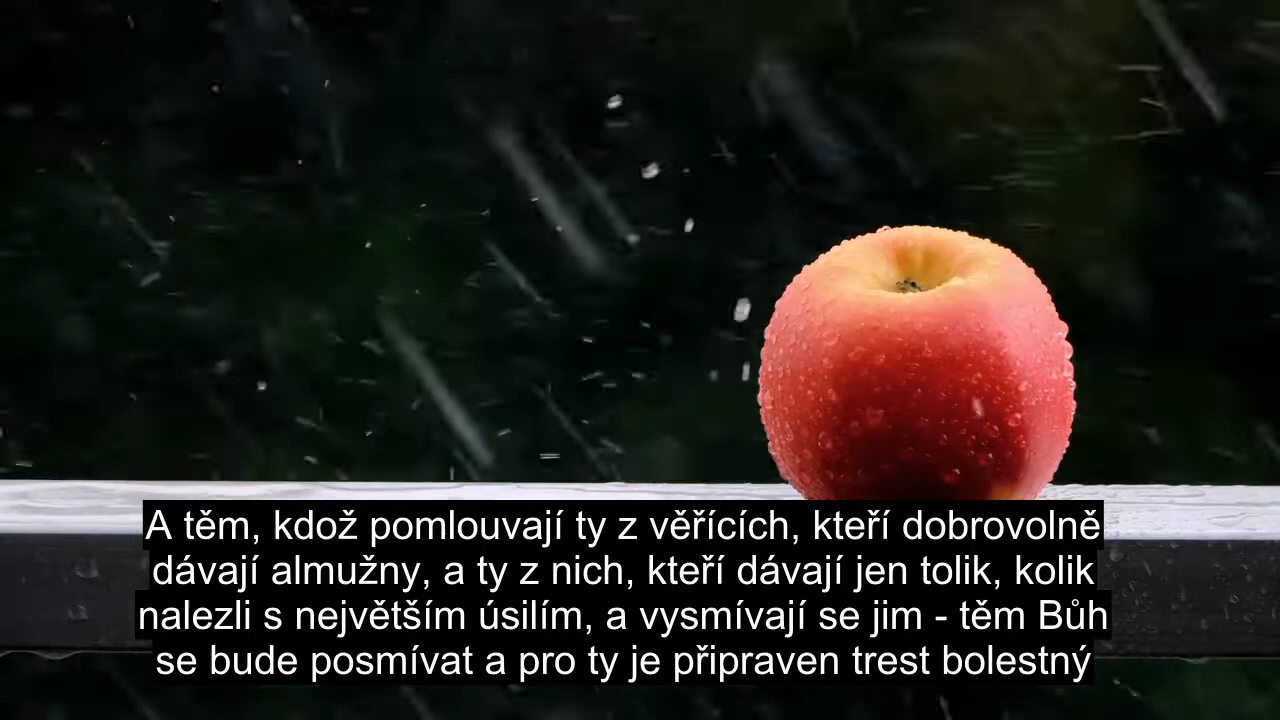 A těm, kdož pomlouvají ty z věřících, kteří dobrovolně
dávají almužny, a ty z nich, kteří dávají jen tolik, kolik
nalezli s největším úsilím, a vysmívají se jim - těm Bůh
se bude posmívat a pro ty je připraven trest bolestný